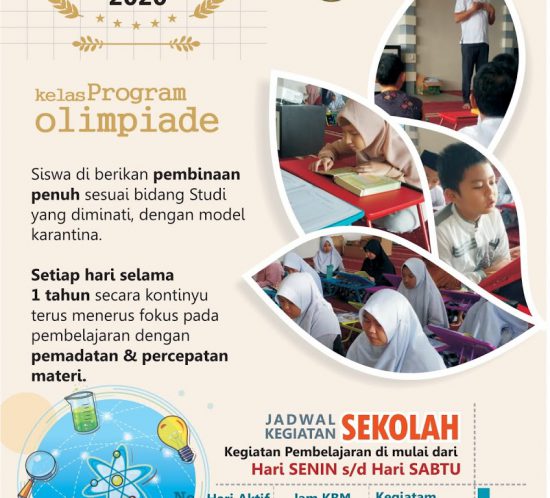 2020
kelasProgram
olimpiade
Siswa di berikan pembinaan
penuh sesuai bidang Studi
yang diminati, dengan model
karantina.
Setiap hari selama
1 tahun secara kontinyu
terus menerus fokus pada
pembelajaran dengan
pemadatan & percepatan
materi.
JADWAL
KEGIATAN SEKOLAH
Kegiatan Pembelajaran di mulai dari
Hari SENIN s/d Hari SABTU
No Hari Aktif Jam KBM Kegiatam